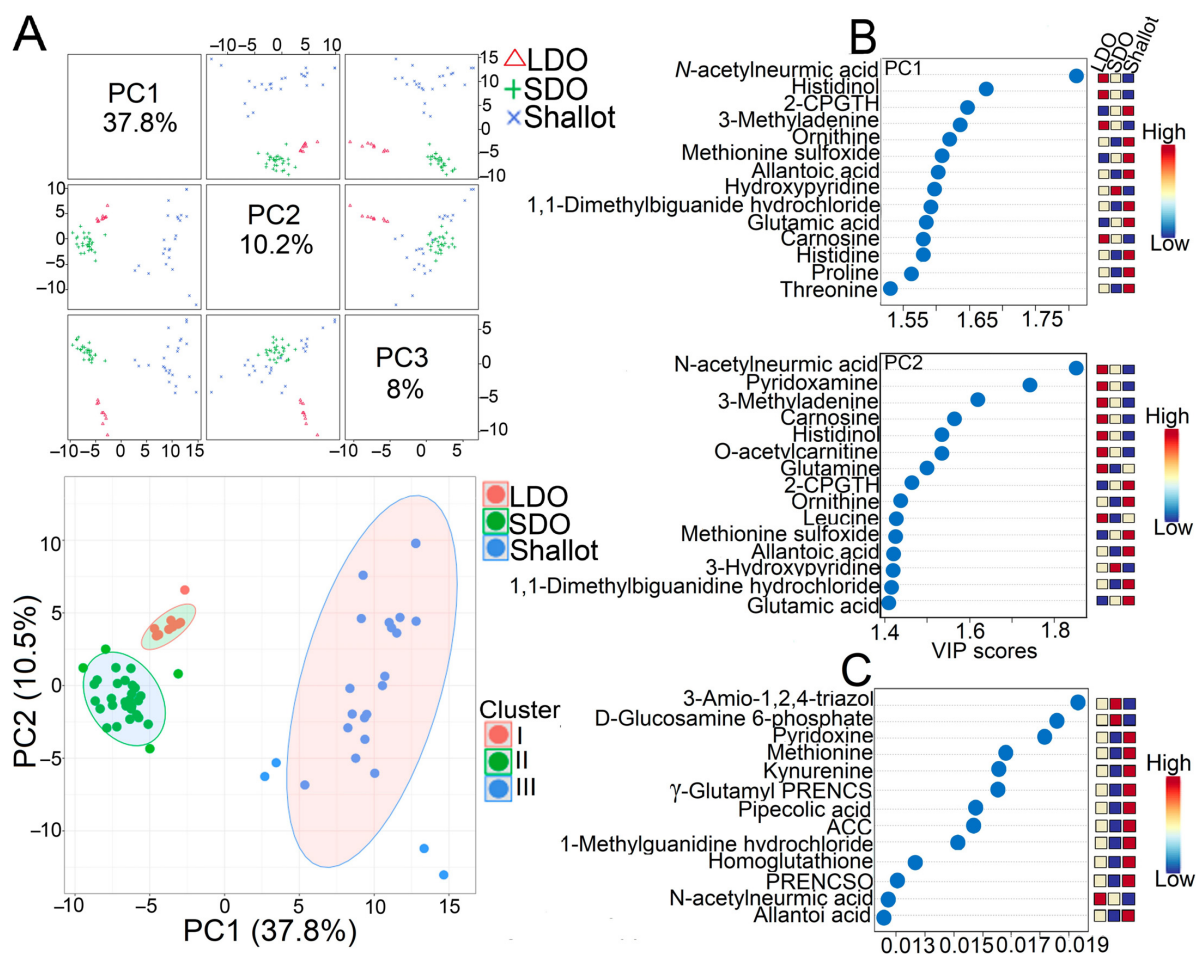 A
−10 −5 0 5 10
15
10
5
0
−5
−10
PC1
37.8%
LDO
SDO
Shallot
10
5
0
−5
−10
PC2
10.2%
PC3
8%
5
0
−5
−10
−10 −5 0 5 10 15
−10 −5 0 5
LDO
SDO
Shallot
Cluster
I
II
III
10
5
0
−5
−10
PC2 (10.5%)
−10 −5 0 5 10 15
PC1 (37.8%)
B
LDO
SDO
Shallot
PC1
N-acetylneurmic acid
Histidinol
2-CPGTH
3-Methyladenine
Ornithine
Methionine sulfoxide
Allantoic acid
Hydroxypyridine
1,1-Dimethylbiguanide hydrochloride
Glutamic acid
Carnosine
Histidine
Proline
Threonine
1.55 1.65 1.75
High
Low
PC2
N-acetylneurmic acid
Pyridoxamine
3-Methyladenine
Carnosine
Histidinol
O-acetylcarnitine
Glutamine
2-CPGTH
Ornithine
Leucine
Methionine sulfoxide
Allantoic acid
3-Hydroxypyridine
1,1-Dimethylbiguanidine hydrochloride
Glutamic acid
1.4 1.6 1.8
VIP scores
High
Low
C
3-Amio-1,2,4-triazol
D-Glucosamine 6-phosphate
Pyridoxine
Methionine
Kynurenine
γ-Glutamyl PRENCS
Pipecolic acid
ACC
1-Methylguanidine hydrochloride
Homoglutathione
PRENCSO
N-acetylneurmic acid
Allantoi acid
0.013 0.015 0.017 0.019
High
Low